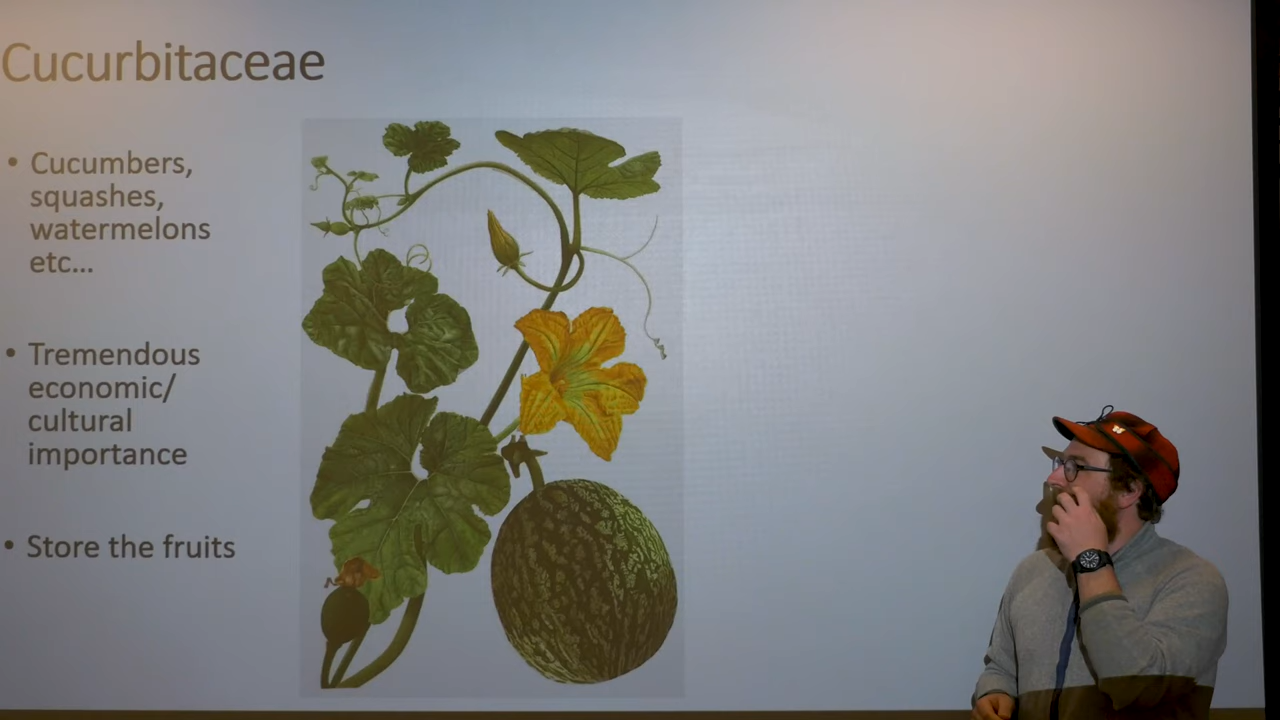 Cucurbitaceae
• Cucumbers,
squashes,
watermelons
etc...
• Tremendous
economic/
cultural
importance
• Store the fruits